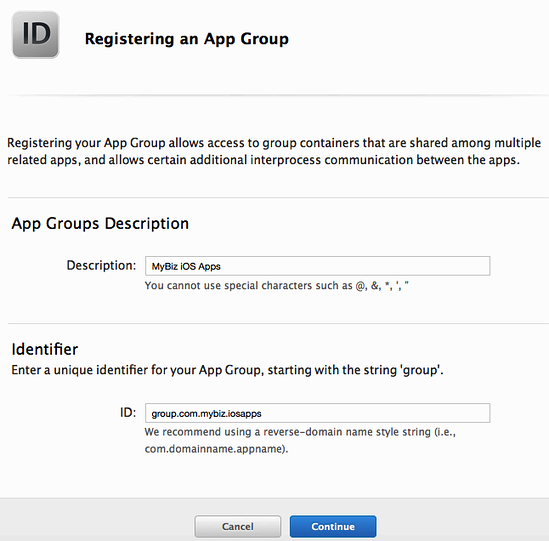 ID
Registering an App Group
Registering your App Group allows access to group containers that are shared among multiple
related apps, and allows certain additional interprocess communication between the apps.
App Groups Description
Description: MyBiz iOS Apps
You cannot use special characters such as @, &, *, ', "
Identifier
Enter a unique identifier for your App Group, starting with the string 'group'.
ID: group.com.mybiz.iosapps
We recommend using a reverse-domain name style string (i.e.,
com.domainname.appname).
Cancel Continue